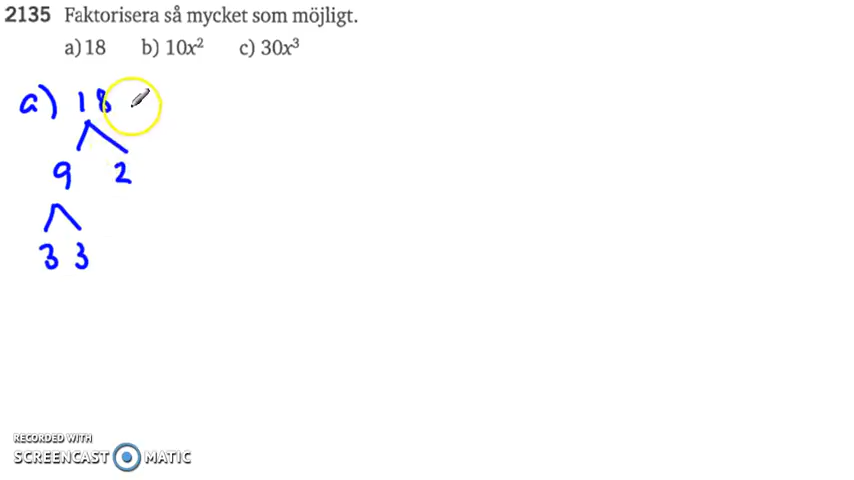 2135 Faktorisera så mycket som möjligt.
a) 18 b) 10x² c) 30x³
a) 18
9 2
3 3
RECORDED WITH
SCREENCAST MATIC